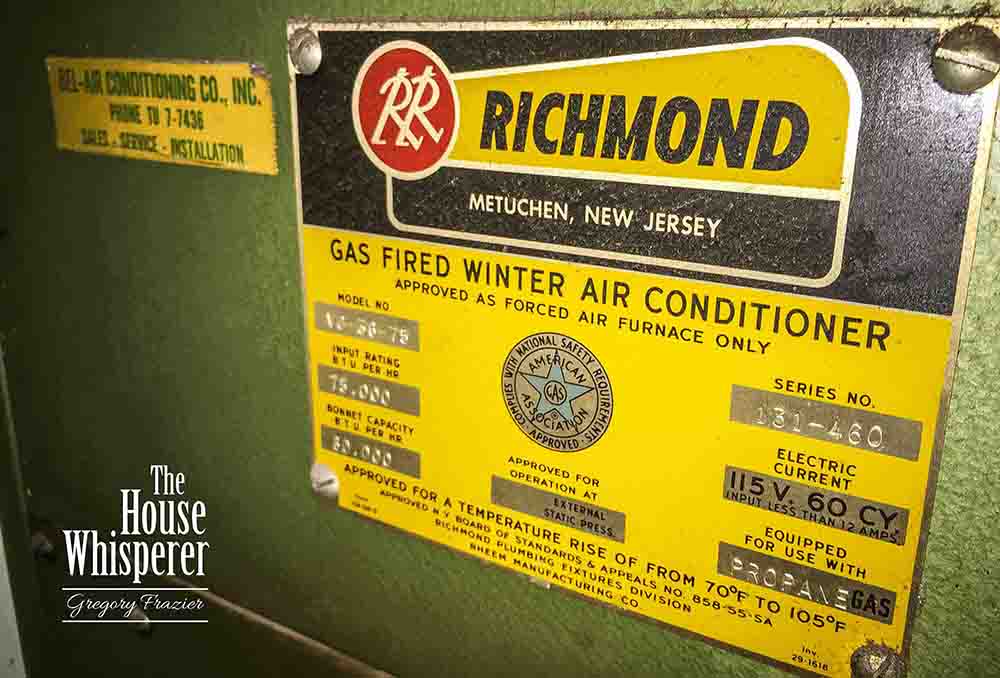 BEL-AIR CONDITIONING CO., INC.
PHONE TU 7-7436
SALES - SERVICE - INSTALLATION
RR
RICHMOND
METUCHEN, NEW JERSEY
GAS FIRED WINTER AIR CONDITIONER
APPROVED AS FORCED AIR FURNACE ONLY
MODEL NO
INPUT RATING
B T U PER HR
75,000
BONNET CAPACITY
B T U PER HR
60,000
COMPLIES WITH NATIONAL SAFETY REQUIREMENTS
AMERICAN
GAS
ASSOCIATION
APPROVED
APPROVED FOR
OPERATION AT
EXTERNAL
STATIC PRESS.
SERIES NO.
131-460
ELECTRIC
CURRENT
115 V. 60 CY.
INPUT LESS THAN 12 AMPS.
EQUIPPED
FOR USE WITH
PROPANE GAS
APPROVED FOR A TEMPERATURE RISE OF FROM 70°F TO 105°F
APPROVED N.Y. BOARD OF STANDARDS & APPEALS NO. 858-55-SA
RICHMOND PLUMBING FIXTURES DIVISION
RHEEM MANUFACTURING CO.
Inv.
29-1618
The
House
Whisperer
Gregory Frazier